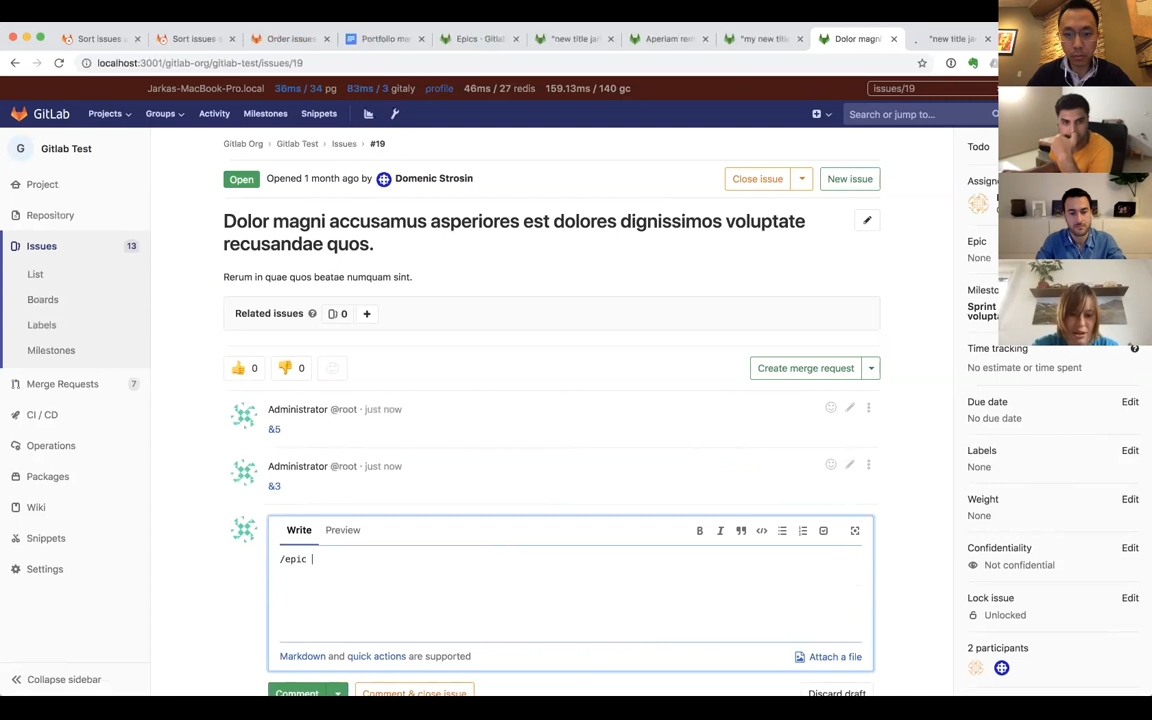 Sort issues
Sort issues
Order issues
Portfolio ma
Epics · Gitla
"new title ja
Aperiam rem
"my new title
Dolor magni
"new title ja
localhost:3001/gitlab-org/gitlab-test/issues/19
Jarkas-MacBook-Pro.local 36ms / 34 pg 83ms / 3 gitaly profile 46ms / 27 redis 159.13ms / 140 gc issues/19
GitLab Projects Groups Activity Milestones Snippets Search or jump to...
G Gitlab Test
Project
Repository
Issues 13
List
Boards
Labels
Milestones
Merge Requests 7
CI / CD
Operations
Packages
Wiki
Snippets
Settings
Collapse sidebar
Gitlab Org Gitlab Test Issues #19
Open Opened 1 month ago by Domenic Strosin Close issue New issue
Dolor magni accusamus asperiores est dolores dignissimos voluptate
recusandae quos.
Rerum in quae quos beatae numquam sint.
Related issues 0 +
0 0
Create merge request
Administrator @root · just now
&5
Administrator @root · just now
&3
Write Preview
/epic
Markdown and quick actions are supported Attach a file
Comment Comment & close issue Discard draft
Todo
Epic
None
Sprint
Time tracking
No estimate or time spent
Due date Edit
No due date
Labels Edit
None
Weight Edit
None
Confidentiality Edit
Not confidential
Lock issue Edit
Unlocked
2 participants